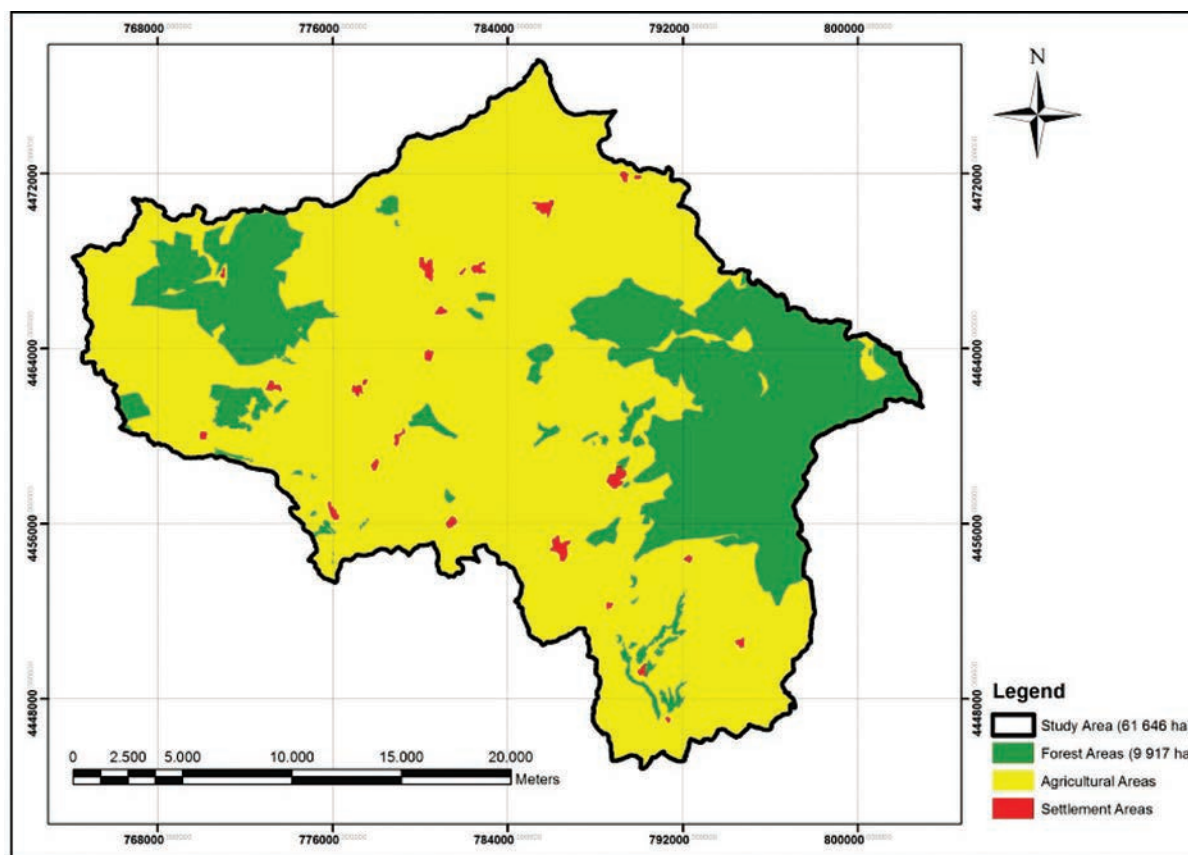 768000 776000 784000 792000 800000
N
4472000 4472000
4464000 4464000
4456000 4456000
4448000 4448000
Legend
Study Area (61 646 ha
Forest Areas (9 917 ha
Agricultural Areas
Settlement Areas
0 2.500 5.000 10.000 15.000 20.000
Meters
768000 776000 784000 792000 800000